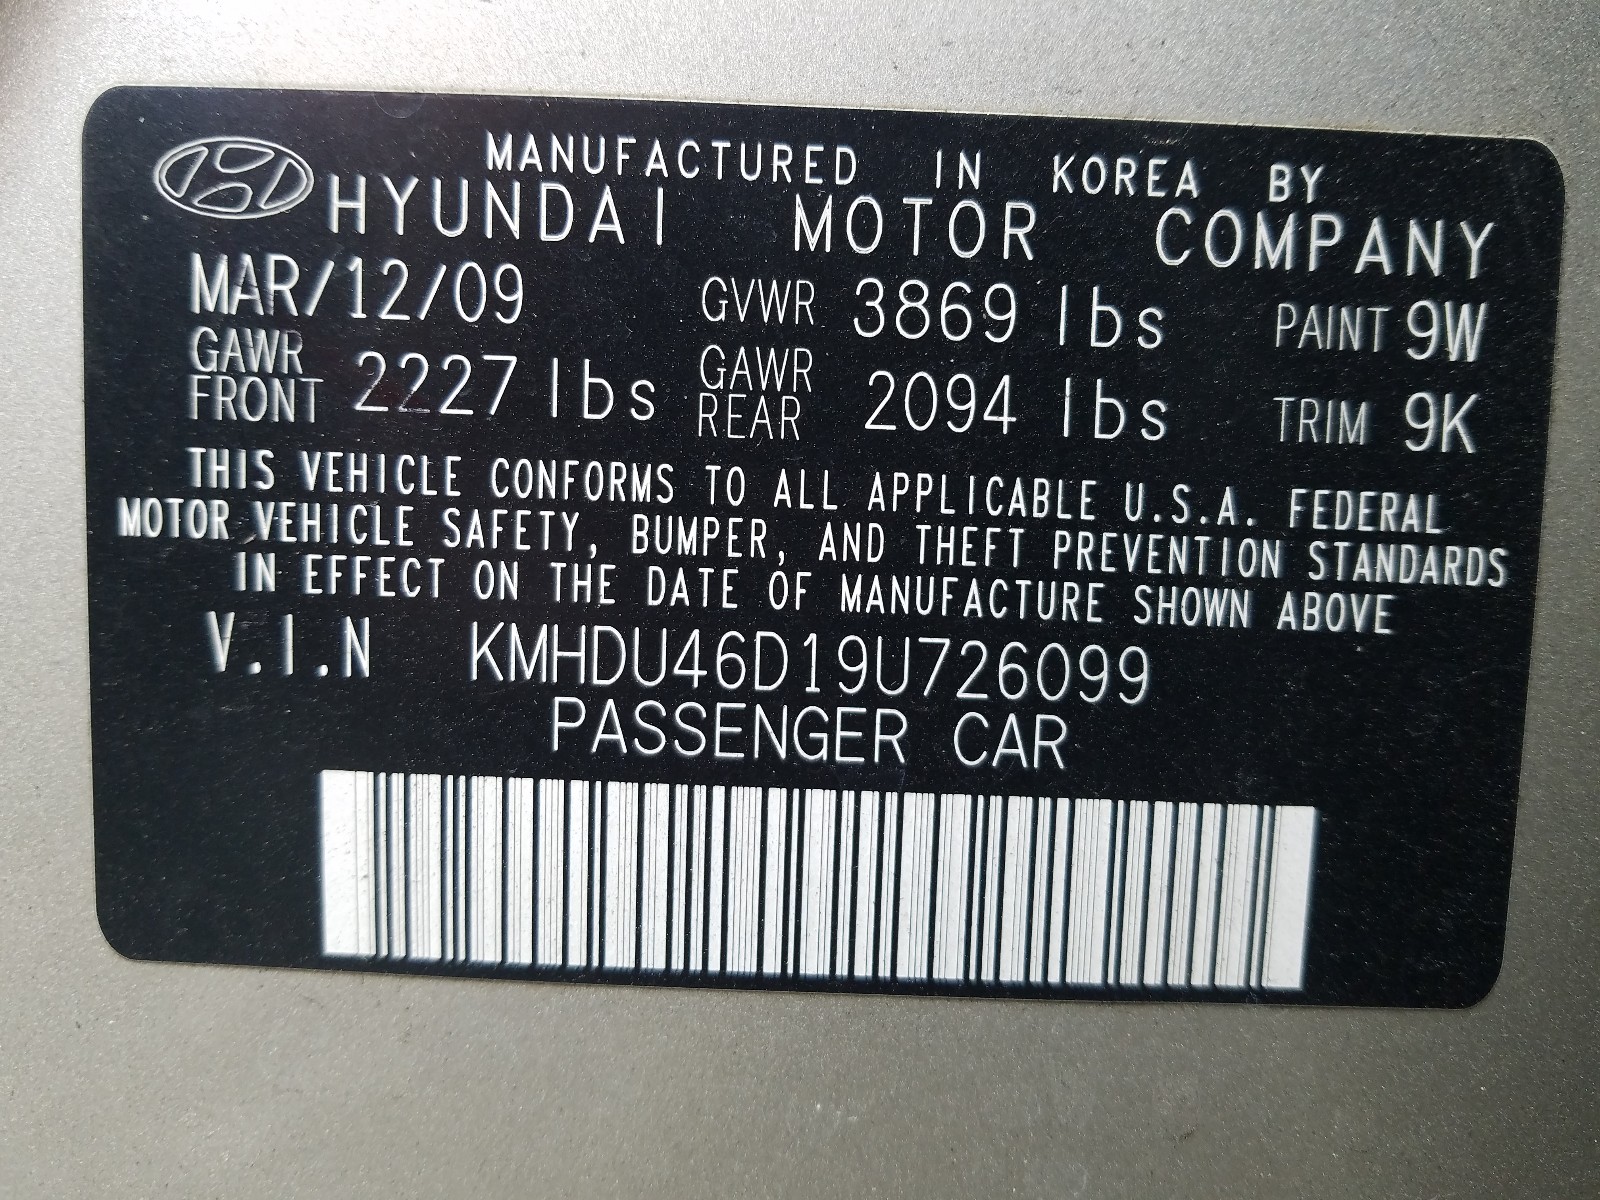 MANUFACTURED IN KOREA BY
HYUNDAI MOTOR COMPANY
MAR/12/09 GVWR 3869 lbs PAINT 9W
GAWR FRONT 2227 lbs GAWR REAR 2094 lbs TRIM 9K
THIS VEHICLE CONFORMS TO ALL APPLICABLE U.S.A. FEDERAL
MOTOR VEHICLE SAFETY, BUMPER, AND THEFT PREVENTION STANDARDS
IN EFFECT ON THE DATE OF MANUFACTURE SHOWN ABOVE
V.I.N KMHDU46D19U726099
PASSENGER CAR